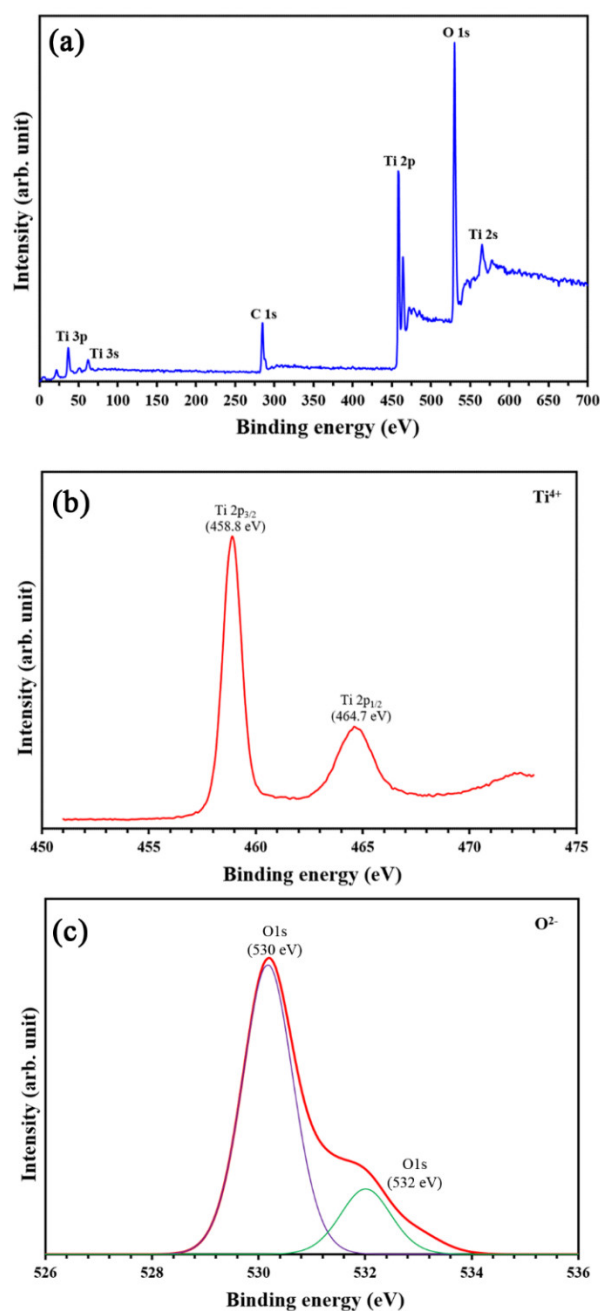 (a)
O 1s
Ti 2p
Ti 2s
C 1s
Ti 3p
Ti 3s
Intensity (arb. unit)
0 50 100 150 200 250 300 350 400 450 500 550 600 650 700
Binding energy (eV)
(b)
Ti⁴⁺
Ti 2p₃/₂
(458.8 eV)
Ti 2p₁/₂
(464.7 eV)
Intensity (arb. unit)
450 455 460 465 470 475
Binding energy (eV)
(c)
O²⁻
O1s
(530 eV)
O1s
(532 eV)
Intensity (arb. unit)
526 528 530 532 534 536
Binding energy (eV)